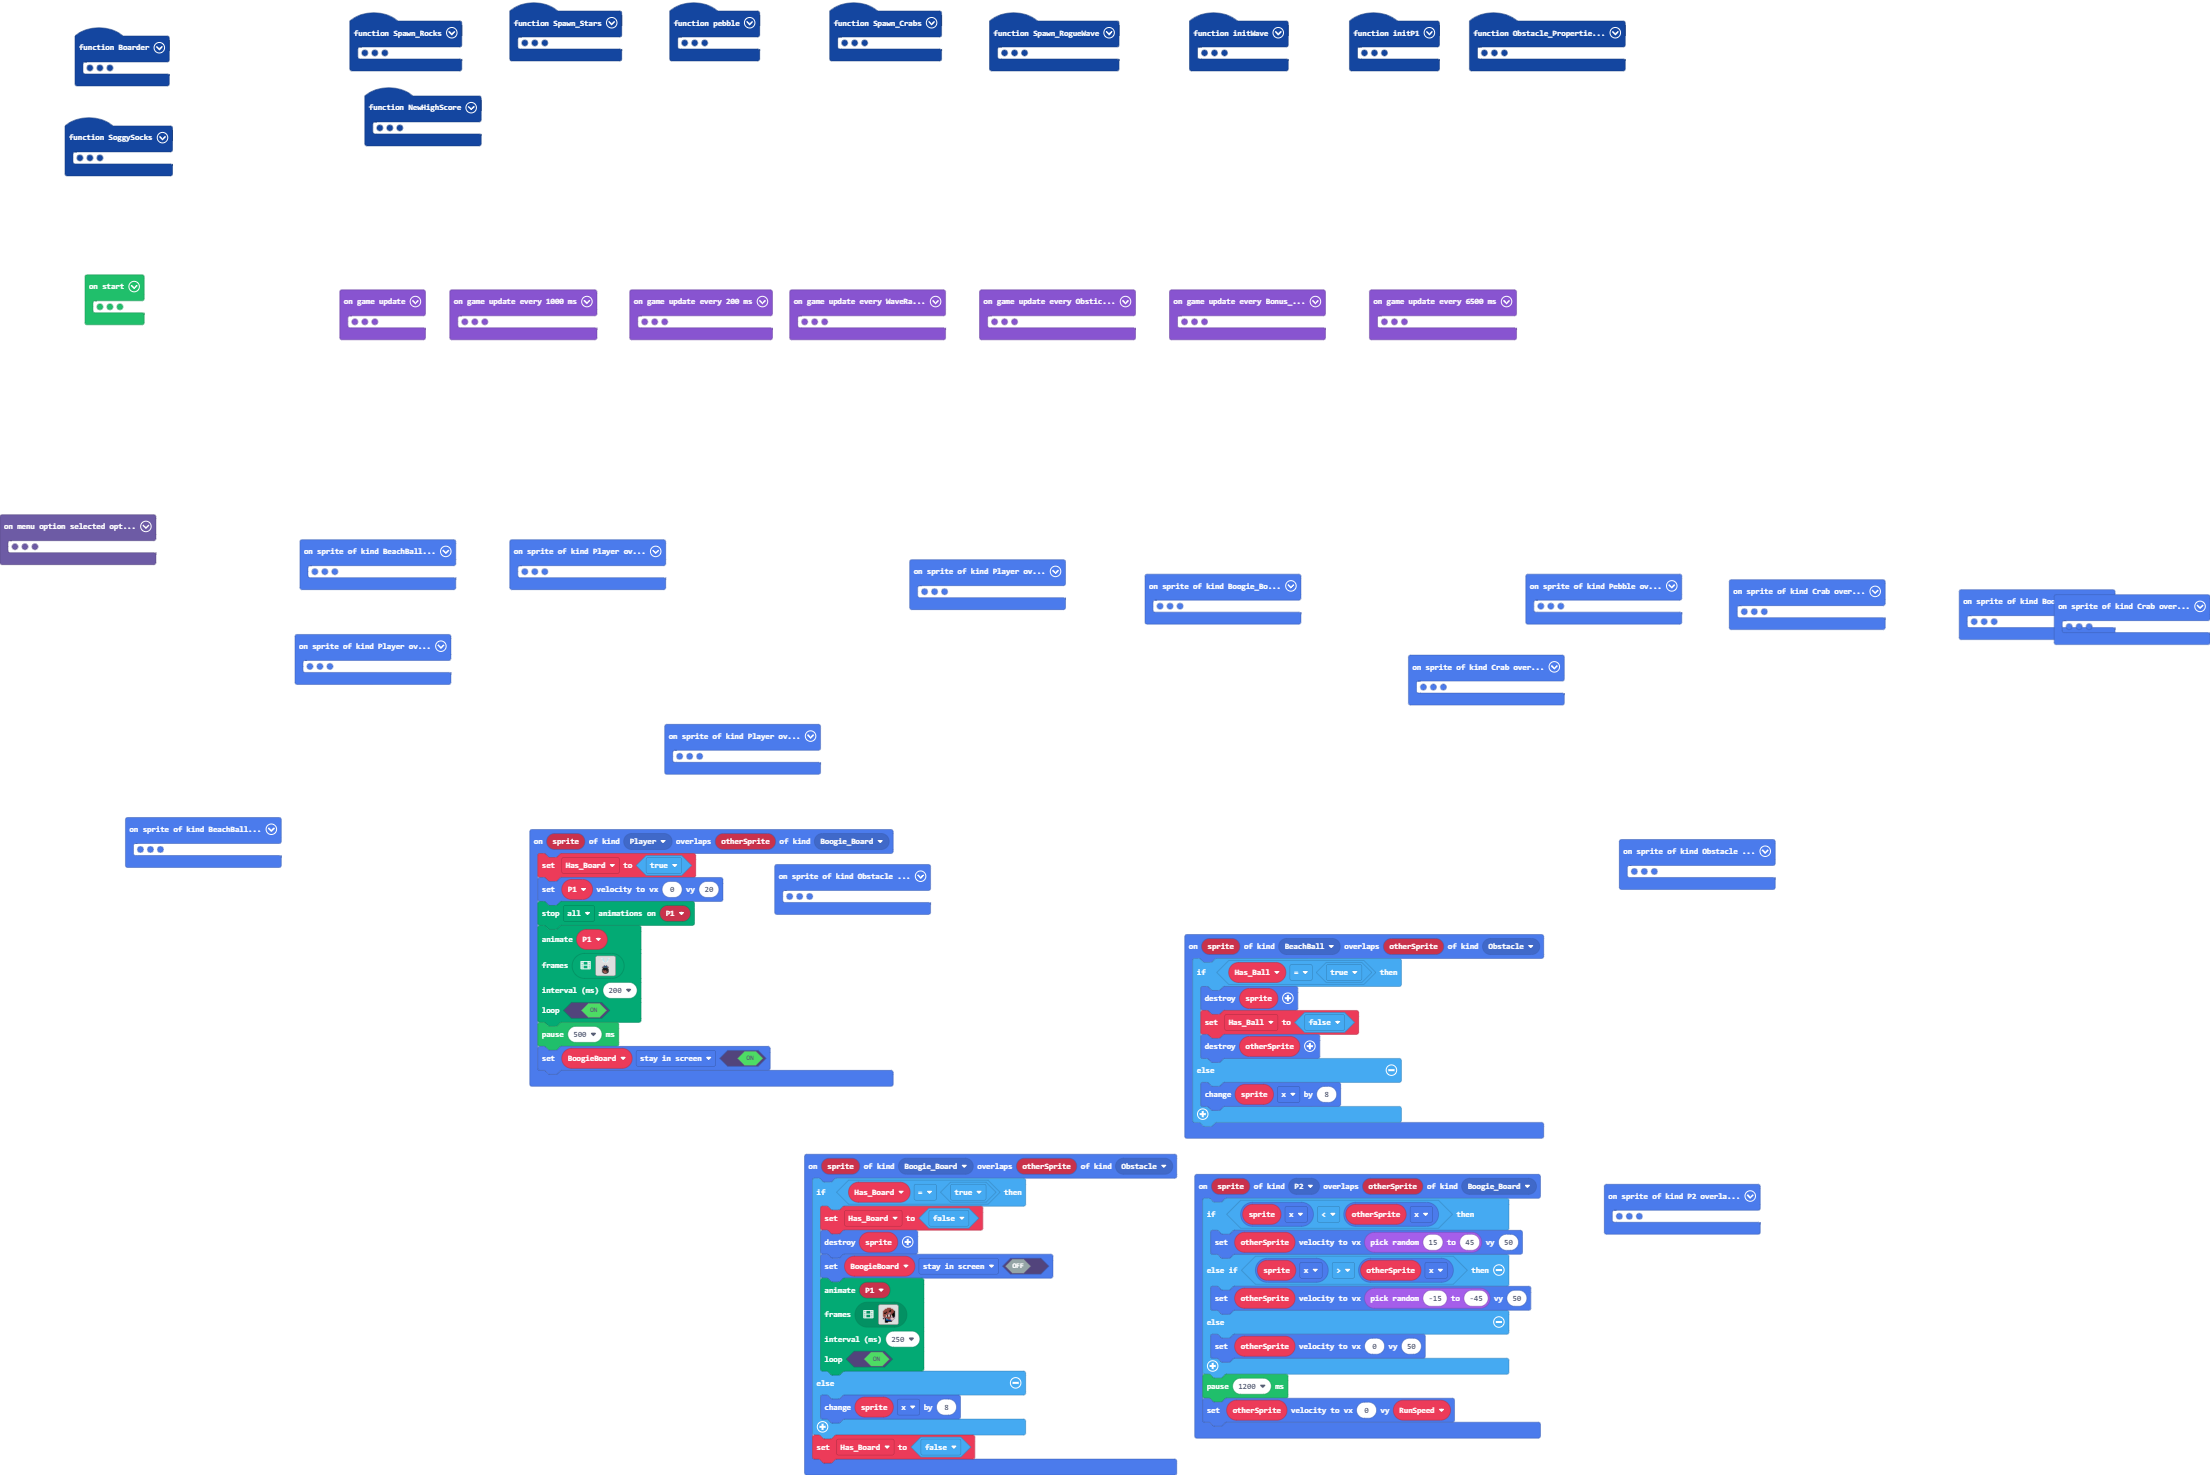 function Boarder
function Spawn_Rocks
function Spawn_Stars
function pebble
function Spawn_Crabs
function Spawn_RogueWave
function initWave
function initP1
function Obstacle_Propertie...
function NewHighScore
function SoggySocks
on start
on game update
on game update every 1000 ms
on game update every 200 ms
on game update every WaveRa...
on game update every Obstic...
on game update every Bonus_...
on game update every 6500 ms
on menu option selected opt...
on sprite of kind BeachBall...
on sprite of kind Player ov...
on sprite of kind Player ov...
on sprite of kind Boogie_Bo...
on sprite of kind Pebble ov...
on sprite of kind Crab over...
on sprite of kind Boo
on sprite of kind Crab over...
on sprite of kind Player ov...
on sprite of kind Crab over...
on sprite of kind Player ov...
on sprite of kind BeachBall...
on sprite of kind Player overlaps otherSprite of kind Boogie_Board
set Has_Board to true
set P1 velocity to vx 0 vy 20
stop all animations on P1
animate P1
frames
interval (ms) 200
loop ON
pause 500 ms
set BoogieBoard stay in screen ON
on sprite of kind Obstacle ...
on sprite of kind Obstacle ...
on sprite of kind BeachBall overlaps otherSprite of kind Obstacle
if Has_Ball = true then
destroy sprite
set Has_Ball to false
destroy otherSprite
else
change sprite x by 8
on sprite of kind Boogie_Board overlaps otherSprite of kind Obstacle
if Has_Board = true then
set Has_Board to false
destroy sprite
set BoogieBoard stay in screen OFF
animate P1
frames
interval (ms) 250
loop ON
else
change sprite x by 8
set Has_Board to false
on sprite of kind P2 overlaps otherSprite of kind Boogie_Board
if sprite x < otherSprite x then
set otherSprite velocity to vx pick random 15 to 45 vy 50
else if sprite x > otherSprite x then
set otherSprite velocity to vx pick random -15 to -45 vy 50
else
set otherSprite velocity to vx 0 vy 50
pause 1200 ms
set otherSprite velocity to vx 0 vy RunSpeed
on sprite of kind P2 overla...